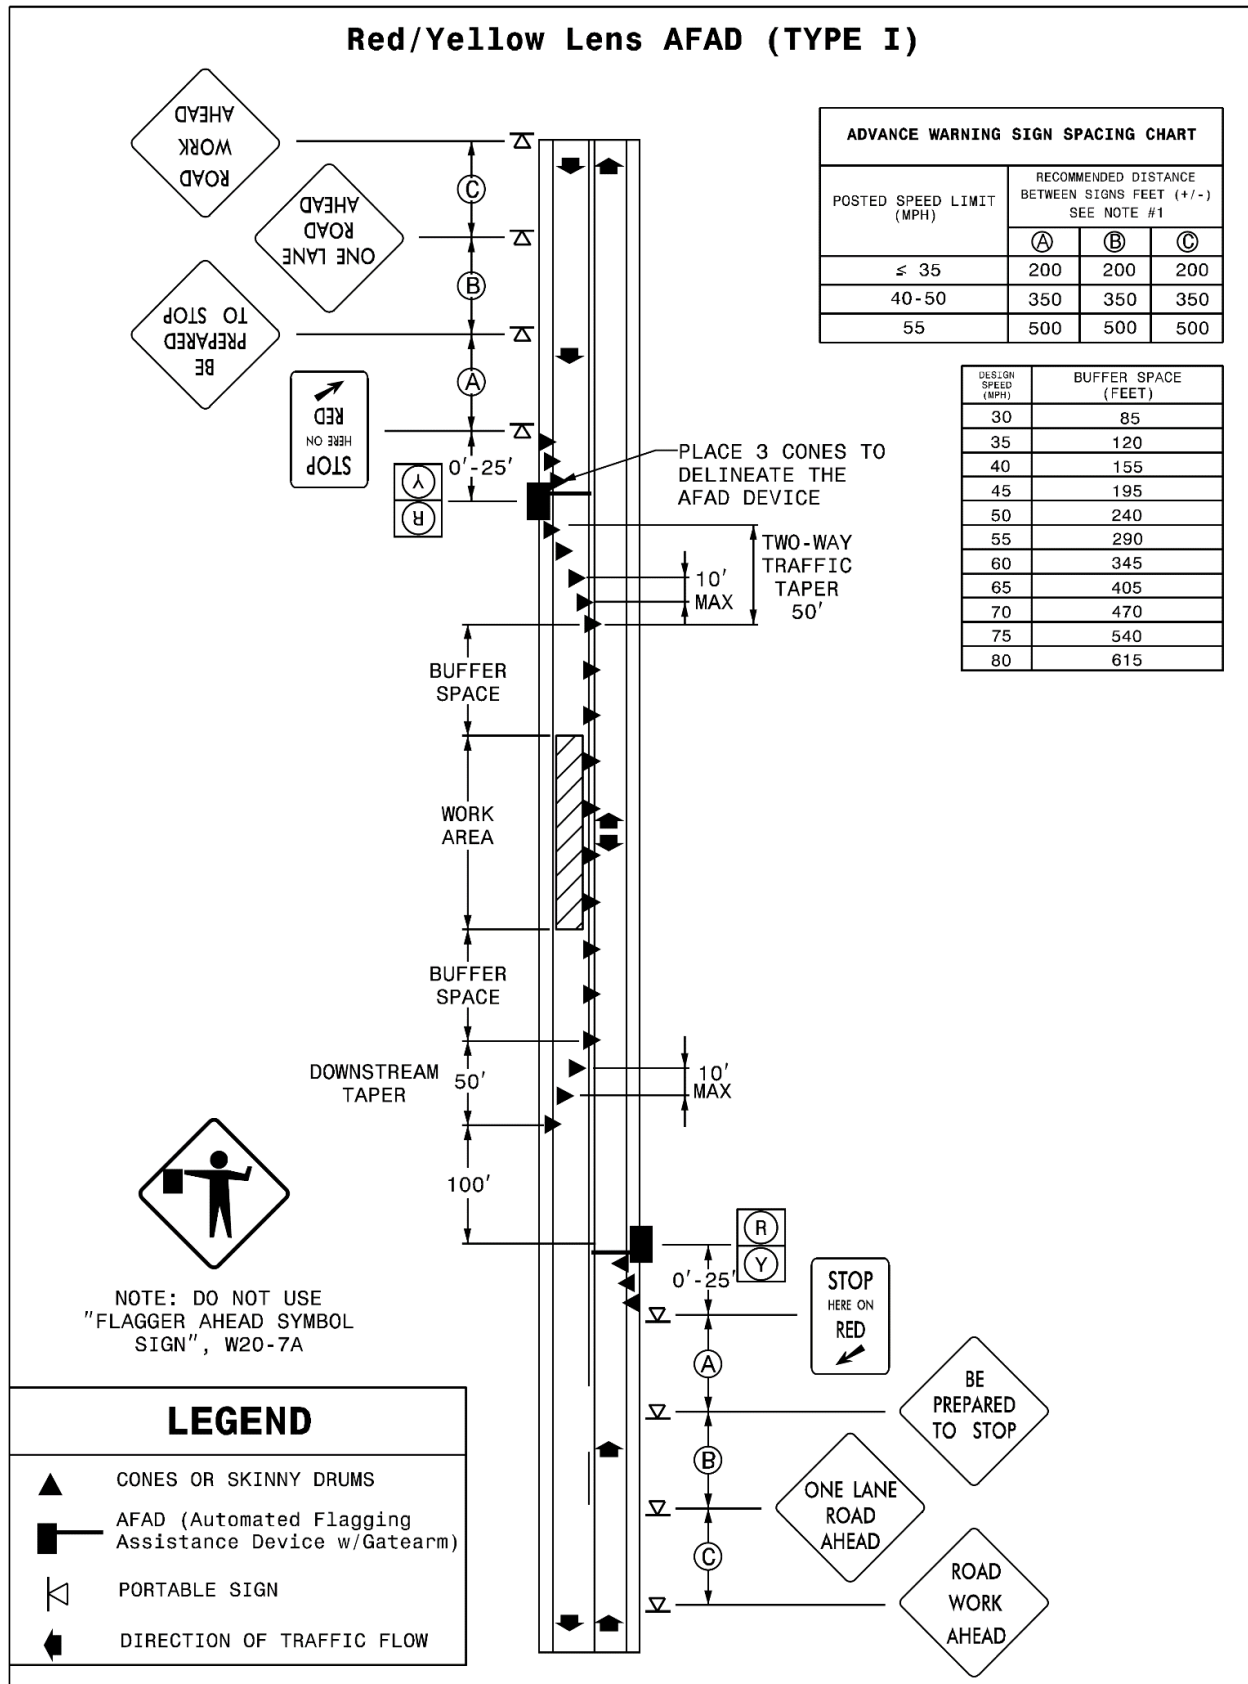 Red/Yellow Lens AFAD (TYPE I)
ROAD
WORK
AHEAD
ONE LANE
ROAD
AHEAD
BE
PREPARED
TO STOP
STOP
HERE ON
RED
C
B
A
0'-25'
Y
R
ADVANCE WARNING SIGN SPACING CHART
POSTED SPEED LIMIT
(MPH)
RECOMMENDED DISTANCE
BETWEEN SIGNS FEET (+/-)
SEE NOTE #1
A B C
≤ 35 200 200 200
40-50 350 350 350
55 500 500 500
DESIGN
SPEED
(MPH)
BUFFER SPACE
(FEET)
30 85
35 120
40 155
45 195
50 240
55 290
60 345
65 405
70 470
75 540
80 615
PLACE 3 CONES TO
DELINEATE THE
AFAD DEVICE
TWO-WAY
TRAFFIC
TAPER
50'
10'
MAX
BUFFER
SPACE
WORK
AREA
BUFFER
SPACE
DOWNSTREAM
TAPER
50'
10'
MAX
100'
R
Y
0'-25'
STOP
HERE ON
RED
A
B
C
BE
PREPARED
TO STOP
ONE LANE
ROAD
AHEAD
ROAD
WORK
AHEAD
NOTE: DO NOT USE
"FLAGGER AHEAD SYMBOL
SIGN", W20-7A
LEGEND
CONES OR SKINNY DRUMS
AFAD (Automated Flagging
Assistance Device w/Gatearm)
PORTABLE SIGN
DIRECTION OF TRAFFIC FLOW